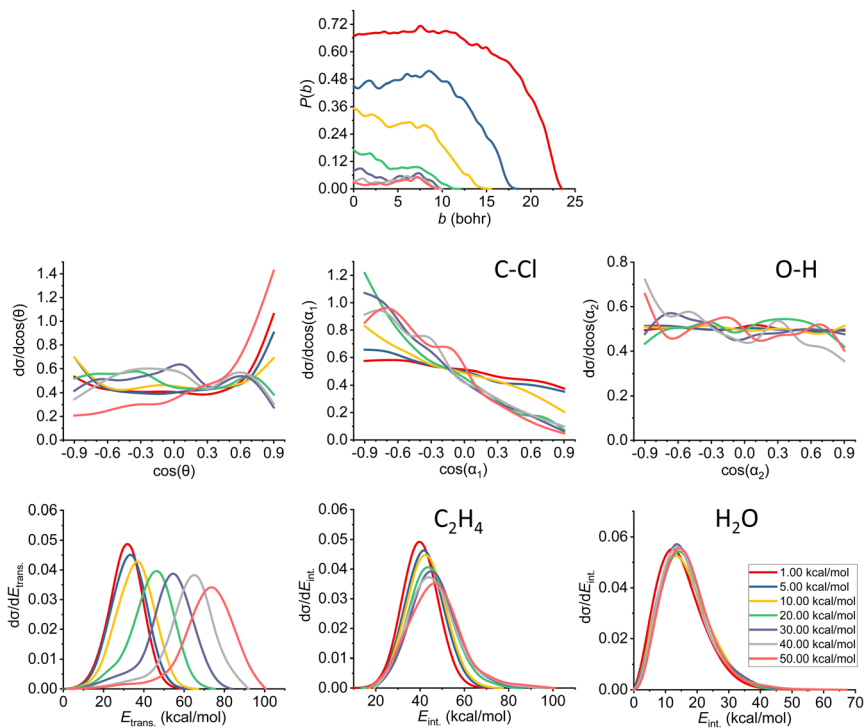 0.72
0.60
0.48
0.36
0.24
0.12
0.00
P(b)
0 5 10 15 20 25
b (bohr)
1.4
1.2
1.0
0.8
0.6
0.4
0.2
0.0
dσ/dcos(θ)
-0.9 -0.6 -0.3 0.0 0.3 0.6 0.9
cos(θ)
C-Cl
1.2
1.0
0.8
0.6
0.4
0.2
0.0
dσ/dcos(α₁)
-0.9 -0.6 -0.3 0.0 0.3 0.6 0.9
cos(α₁)
O-H
0.8
0.6
0.4
0.2
0.0
dσ/dcos(α₂)
-0.9 -0.6 -0.3 0.0 0.3 0.6 0.9
cos(α₂)
0.06
0.05
0.04
0.03
0.02
0.01
0.00
dσ/dE_trans.
0 20 40 60 80 100
E_trans. (kcal/mol)
C₂H₄
0.06
0.05
0.04
0.03
0.02
0.01
0.00
dσ/dE_int.
20 40 60 80 100
E_int. (kcal/mol)
H₂O
0.06
0.04
0.02
0.00
dσ/dE_int.
0 10 20 30 40 50 60 70
E_int. (kcal/mol)
1.00 kcal/mol
5.00 kcal/mol
10.00 kcal/mol
20.00 kcal/mol
30.00 kcal/mol
40.00 kcal/mol
50.00 kcal/mol